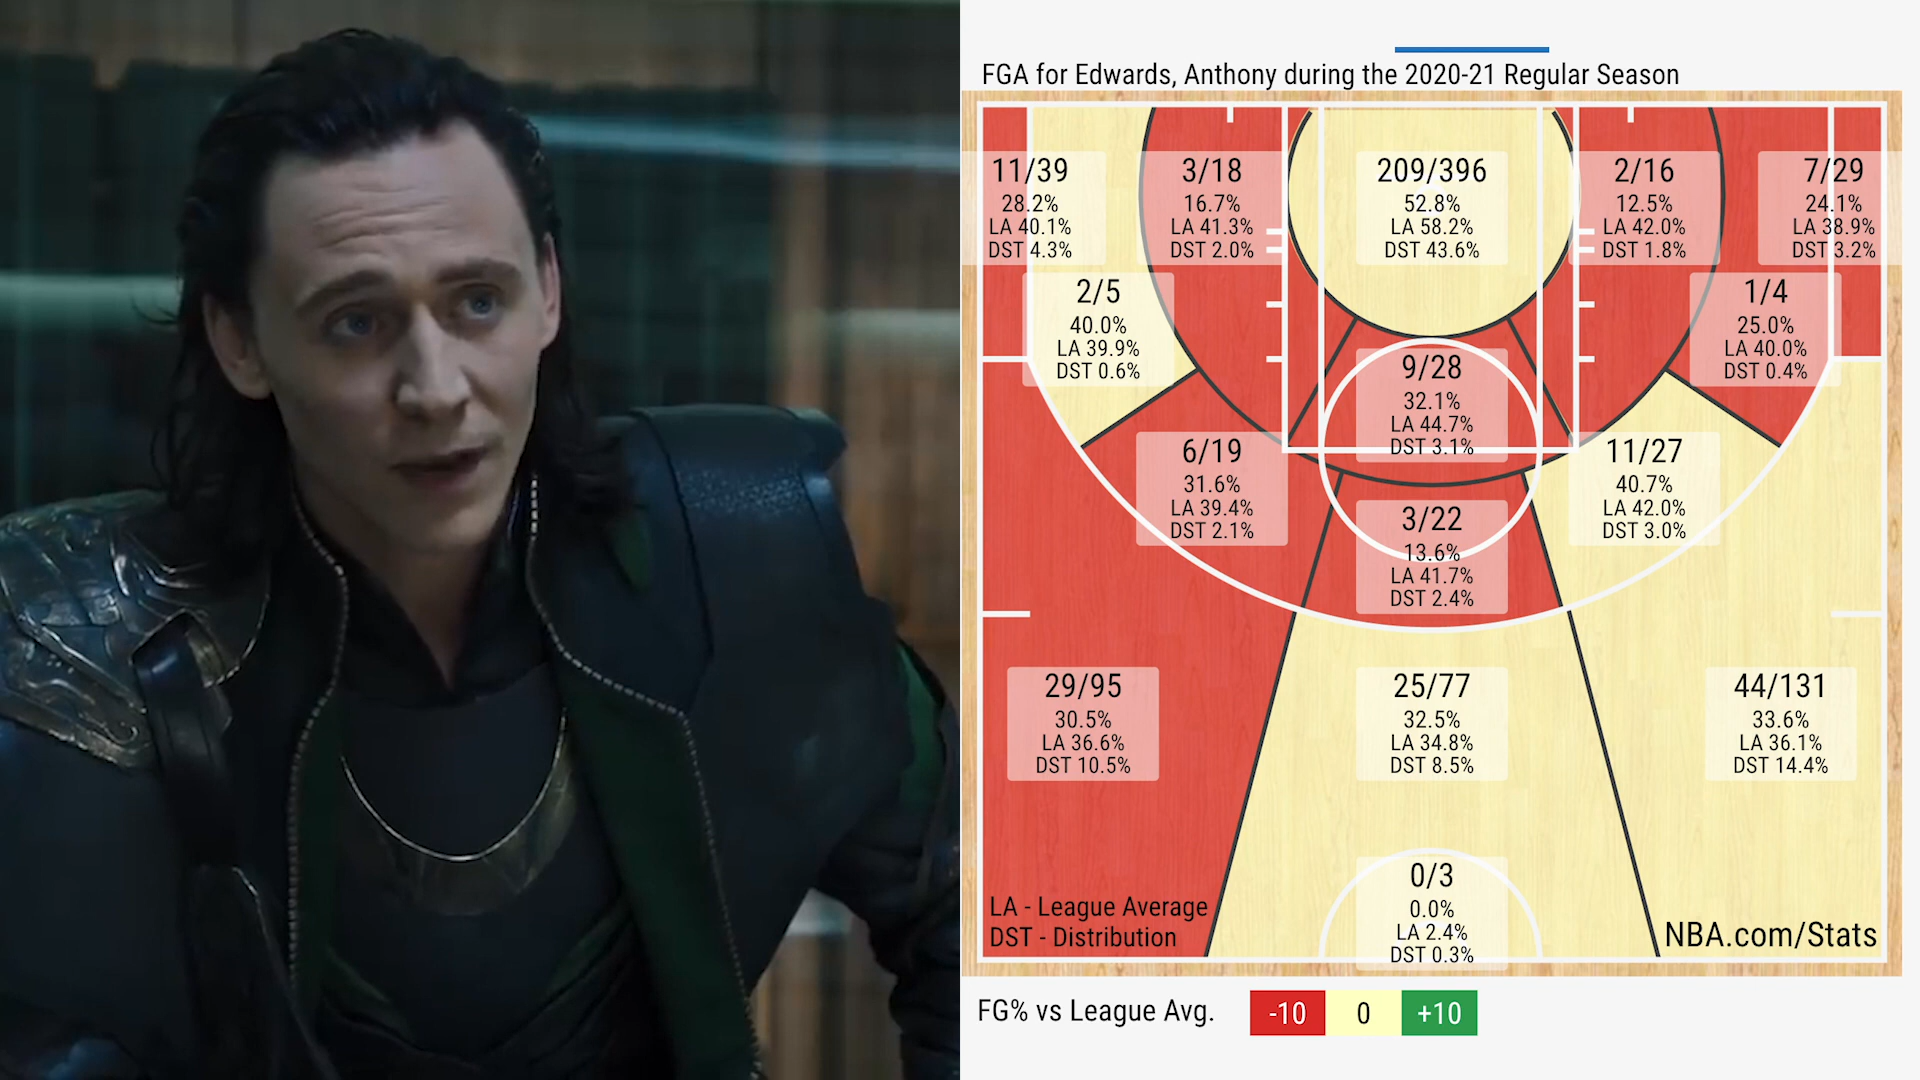 FGA for Edwards, Anthony during the 2020-21 Regular Season
11/39
28.2%
LA 40.1%
DST 4.3%
3/18
16.7%
LA 41.3%
DST 2.0%
209/396
52.8%
LA 58.2%
DST 43.6%
2/16
12.5%
LA 42.0%
DST 1.8%
7/29
24.1%
LA 38.9%
DST 3.2%
2/5
40.0%
LA 39.9%
DST 0.6%
1/4
25.0%
LA 40.0%
DST 0.4%
9/28
32.1%
LA 44.7%
DST 3.1%
6/19
31.6%
LA 39.4%
DST 2.1%
11/27
40.7%
LA 42.0%
DST 3.0%
3/22
13.6%
LA 41.7%
DST 2.4%
29/95
30.5%
LA 36.6%
DST 10.5%
25/77
32.5%
LA 34.8%
DST 8.5%
44/131
33.6%
LA 36.1%
DST 14.4%
0/3
0.0%
LA 2.4%
DST 0.3%
LA - League Average
DST - Distribution
NBA.com/Stats
FG% vs League Avg. -10 0 +10